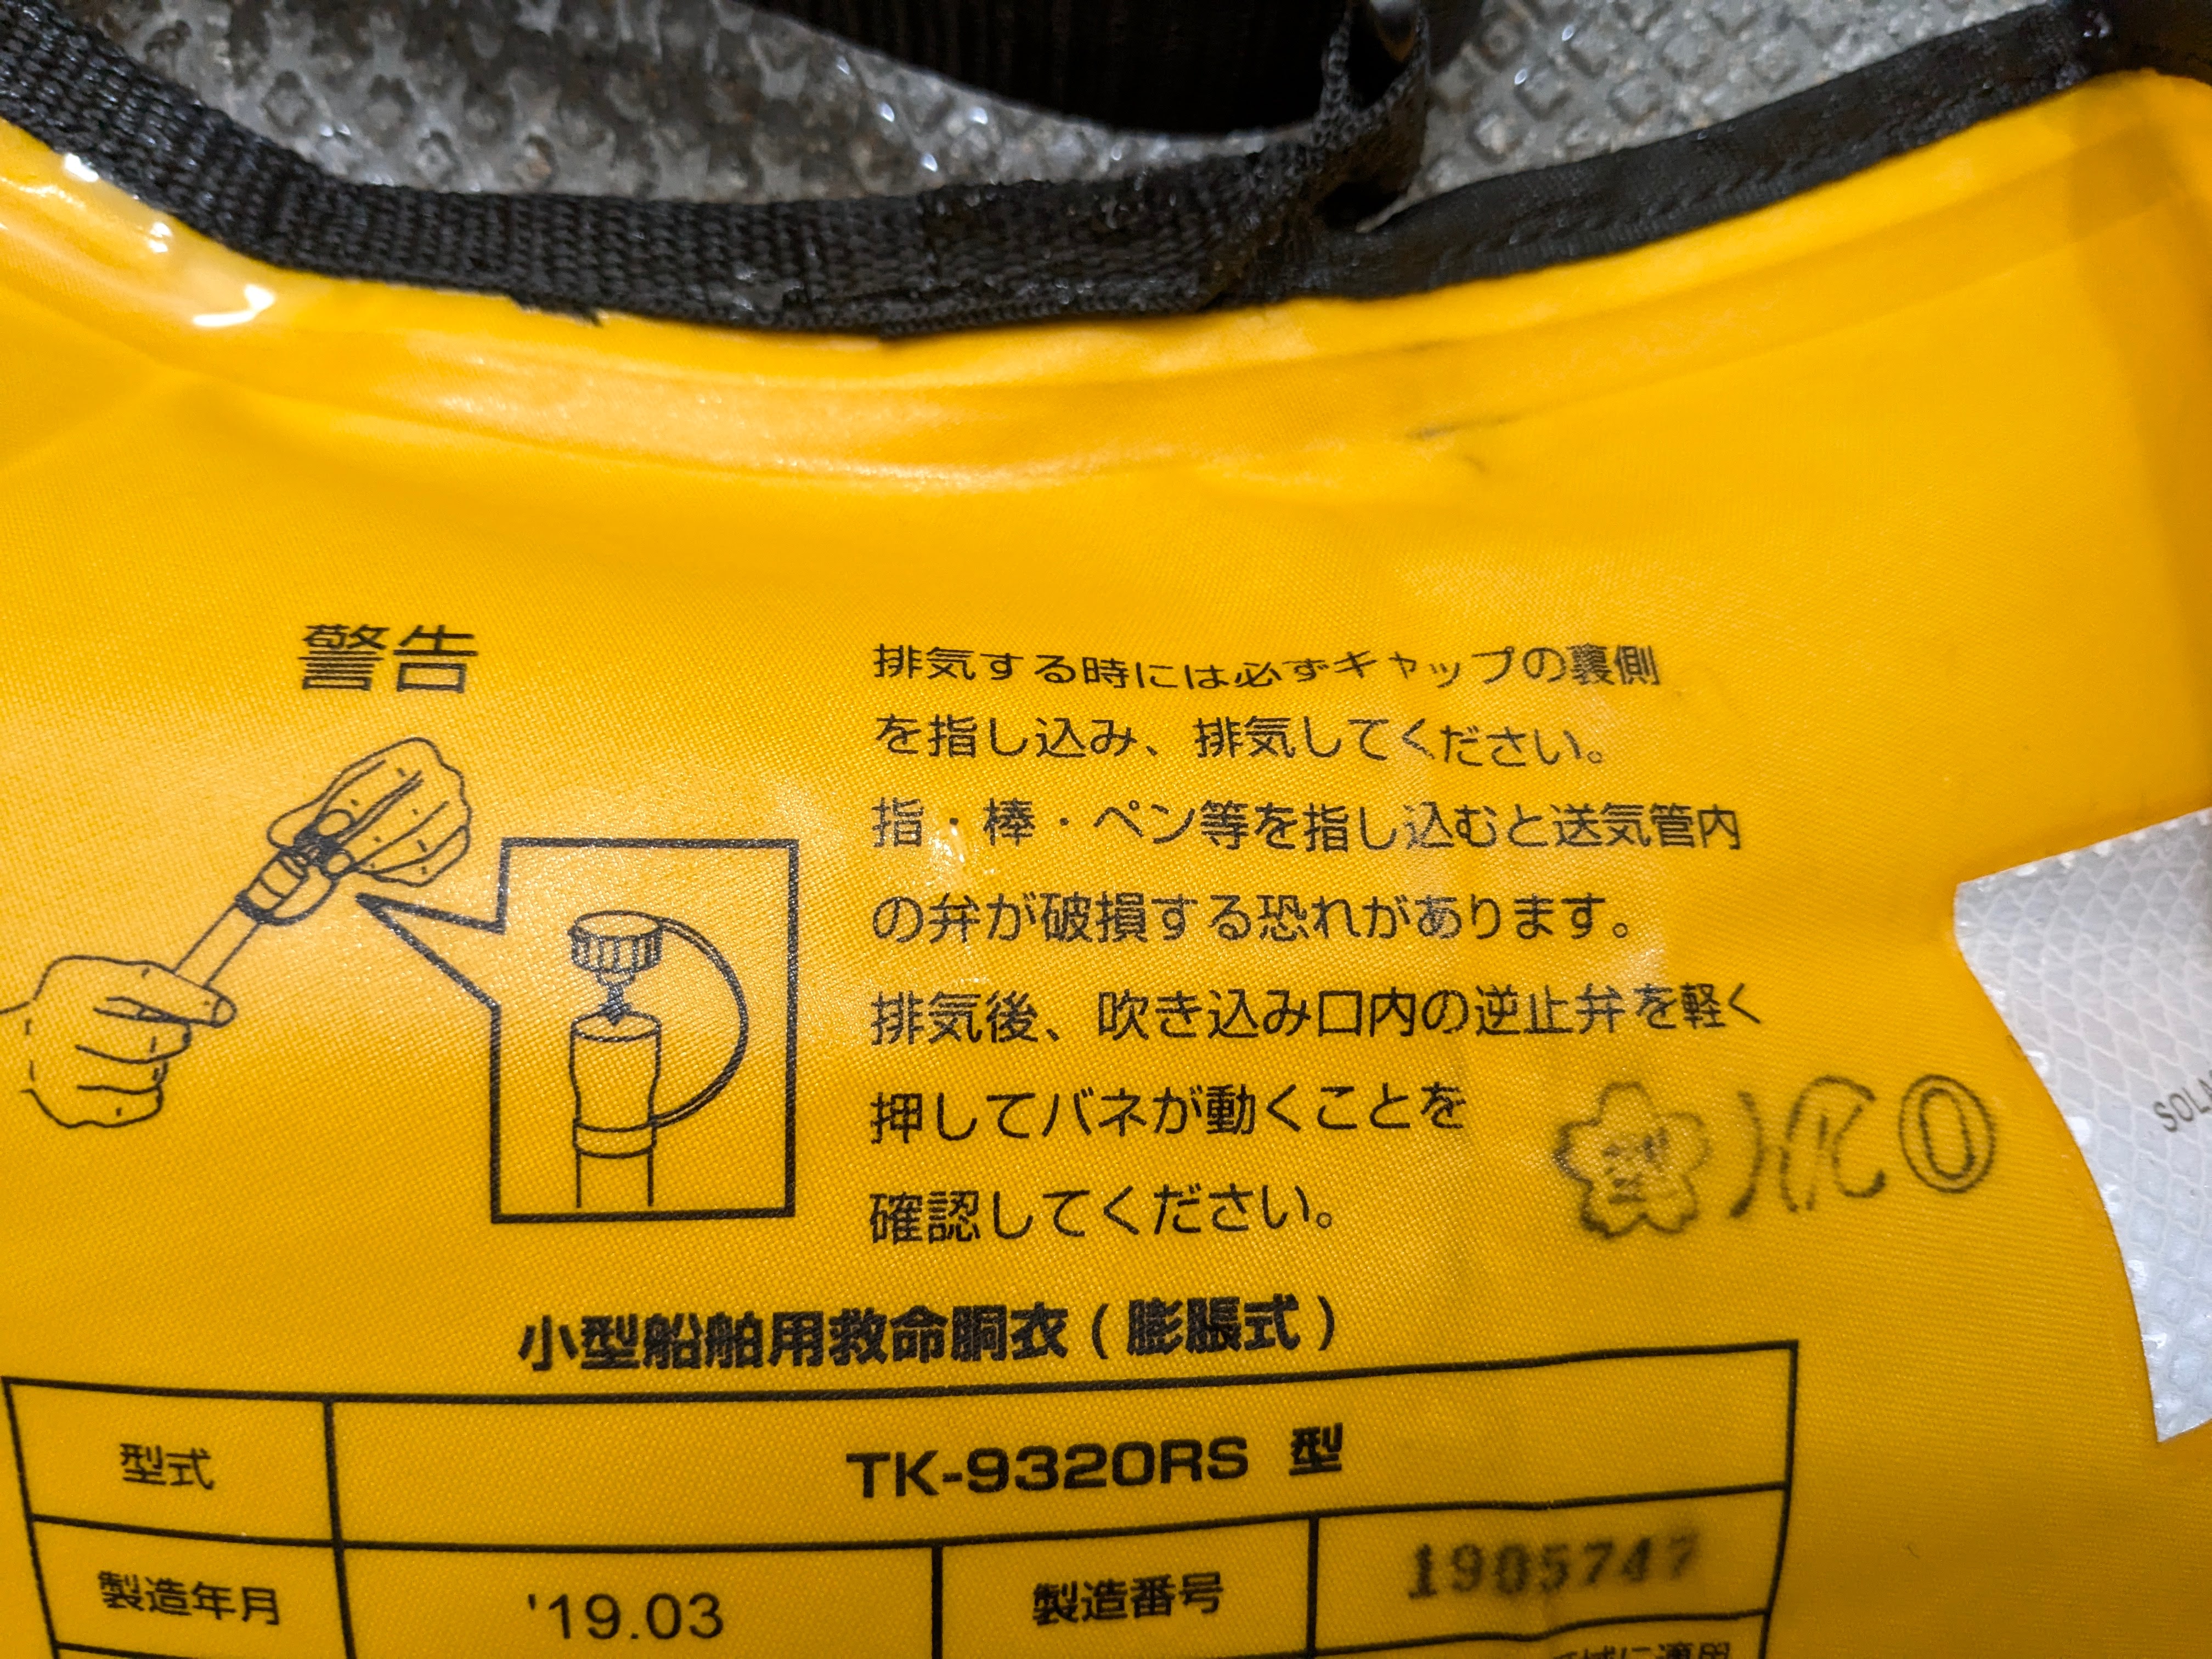 警告
排気する時には必ずキャップの裏側
を指し込み、排気してください。
指・棒・ペン等を指し込むと送気管内
の弁が破損する恐れがあります。
排気後、吹き込み口内の逆止弁を軽く
押してバネが動くことを
確認してください。
小型船舶用救命胴衣(膨脹式)
型式 TK-9320RS 型
製造年月 '19.03 製造番号 1905747
に適用